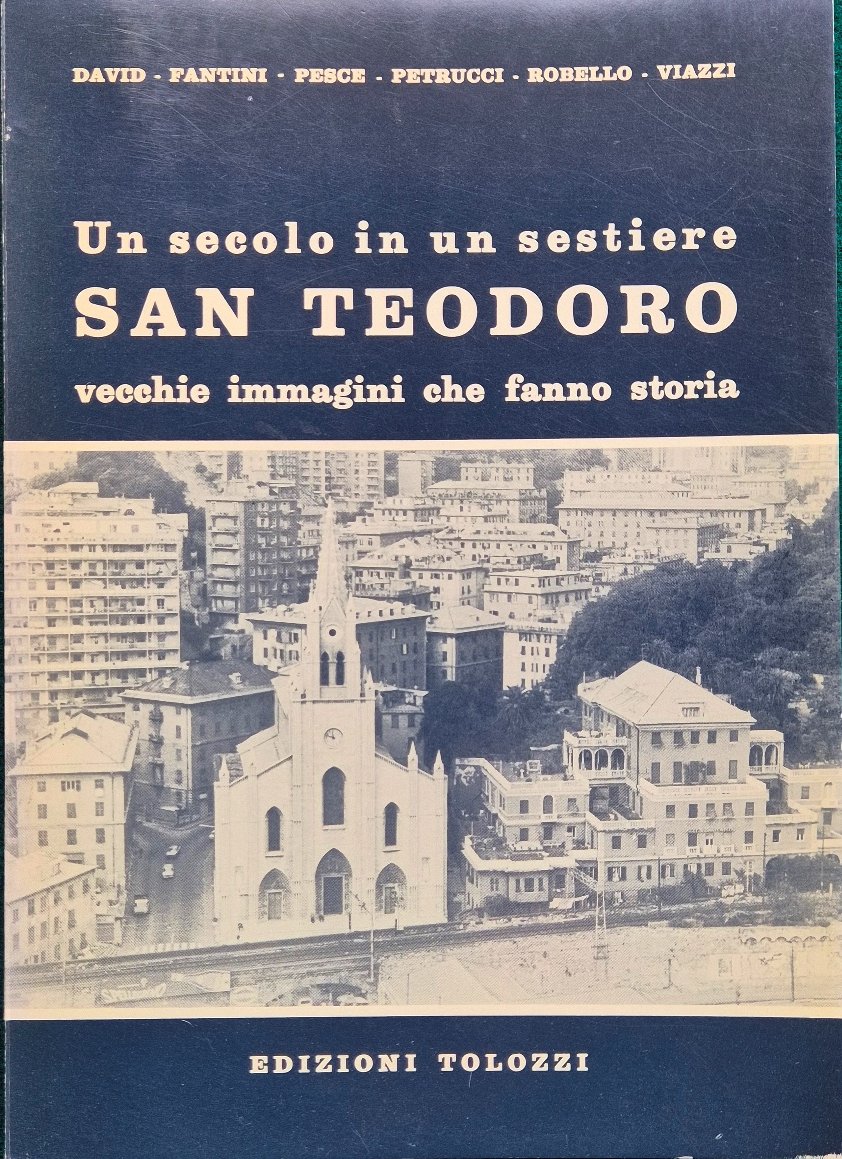 DAVID - FANTINI - PESCE - PETRUCCI - ROBELLO - VIAZZI
Un secolo in un sestiere
SAN TEODORO
vecchie immagini che fanno storia
EDIZIONI TOLOZZI